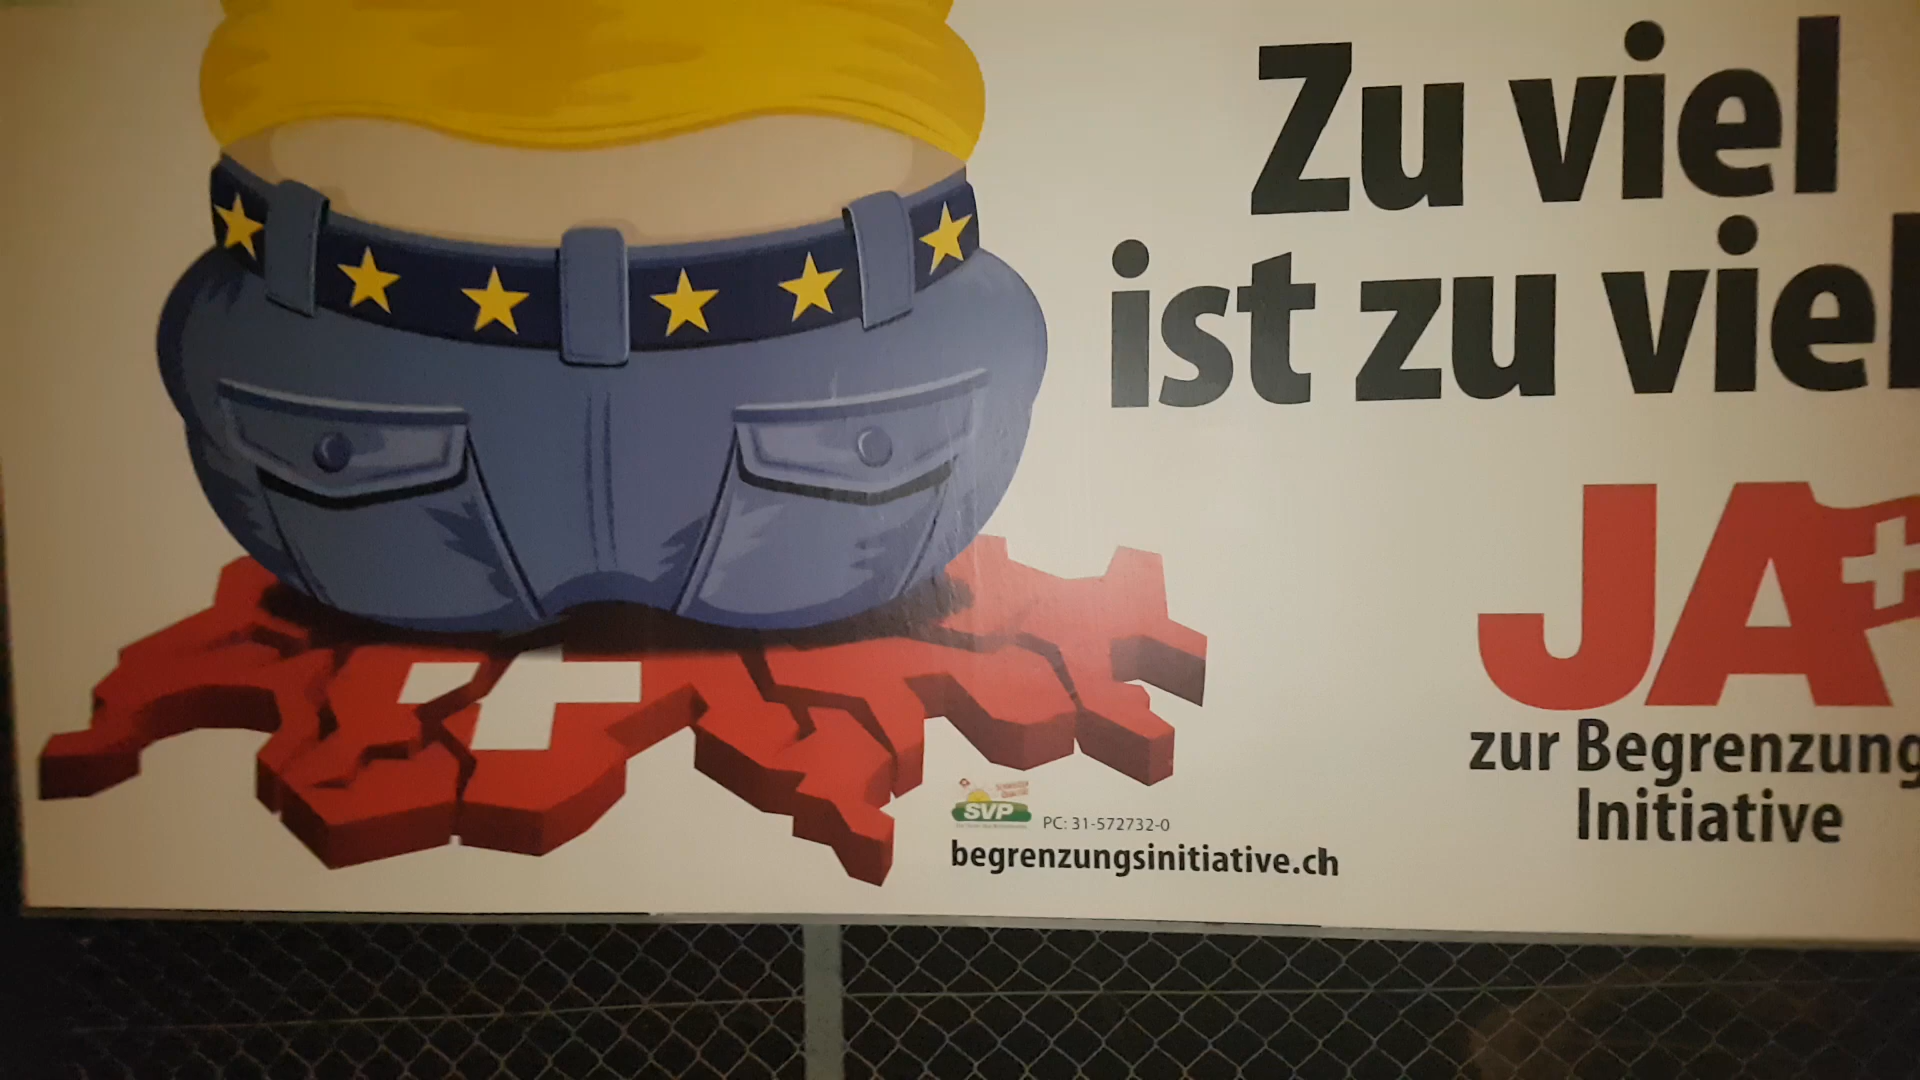 Zu viel
ist zu viel
JA
zur Begrenzung
Initiative
SVP
PC: 31-572732-0
begrenzungsinitiative.ch